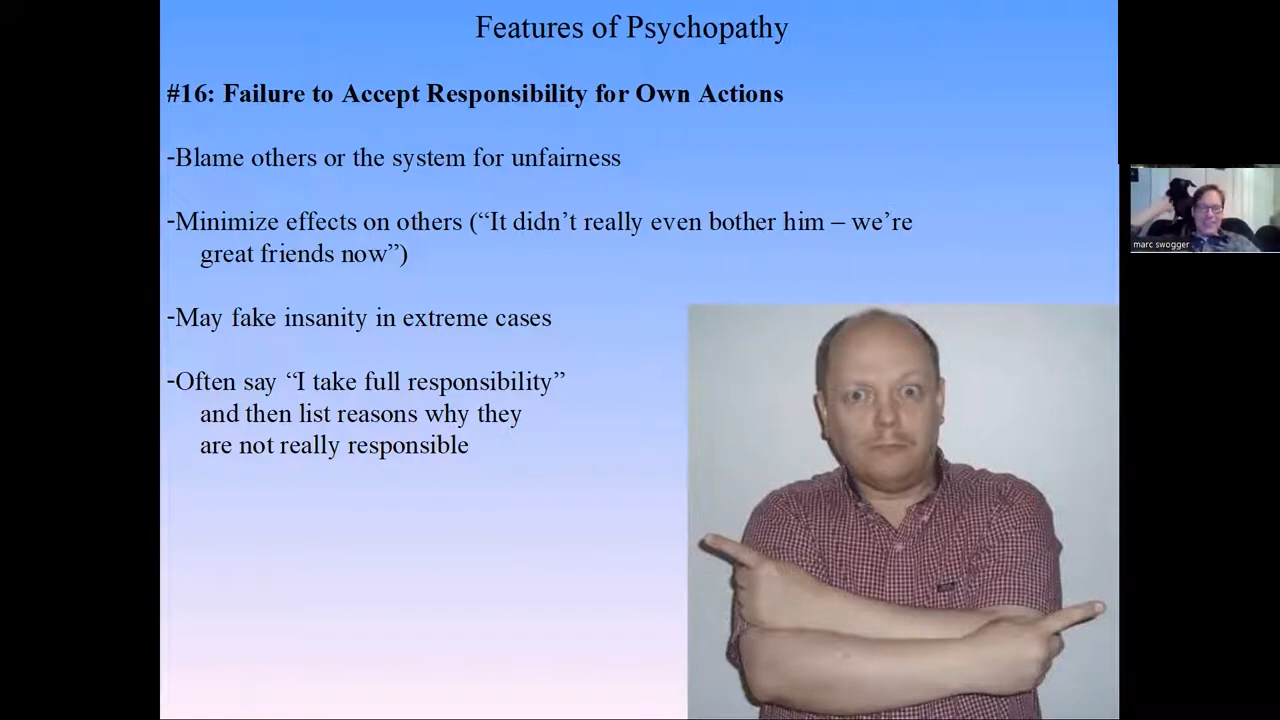 Features of Psychopathy
#16: Failure to Accept Responsibility for Own Actions
-Blame others or the system for unfairness
-Minimize effects on others (“It didn’t really even bother him – we’re
great friends now”)
-May fake insanity in extreme cases
-Often say “I take full responsibility”
and then list reasons why they
are not really responsible
marc swogger